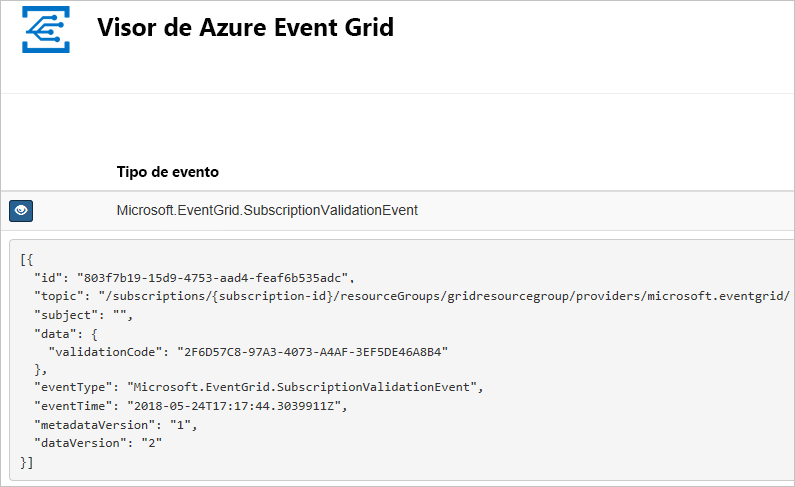 Visor de Azure Event Grid
Tipo de evento
Microsoft.EventGrid.SubscriptionValidationEvent
[{
  "id": "803f7b19-15d9-4753-aad4-feaf6b535adc",
  "topic": "/subscriptions/{subscription-id}/resourceGroups/gridresourcegroup/providers/microsoft.eventgrid/
  "subject": "",
  "data": {
    "validationCode": "2F6D57C8-97A3-4073-A4AF-3EF5DE46A8B4"
  },
  "eventType": "Microsoft.EventGrid.SubscriptionValidationEvent",
  "eventTime": "2018-05-24T17:17:44.3039911Z",
  "metadataVersion": "1",
  "dataVersion": "2"
}]